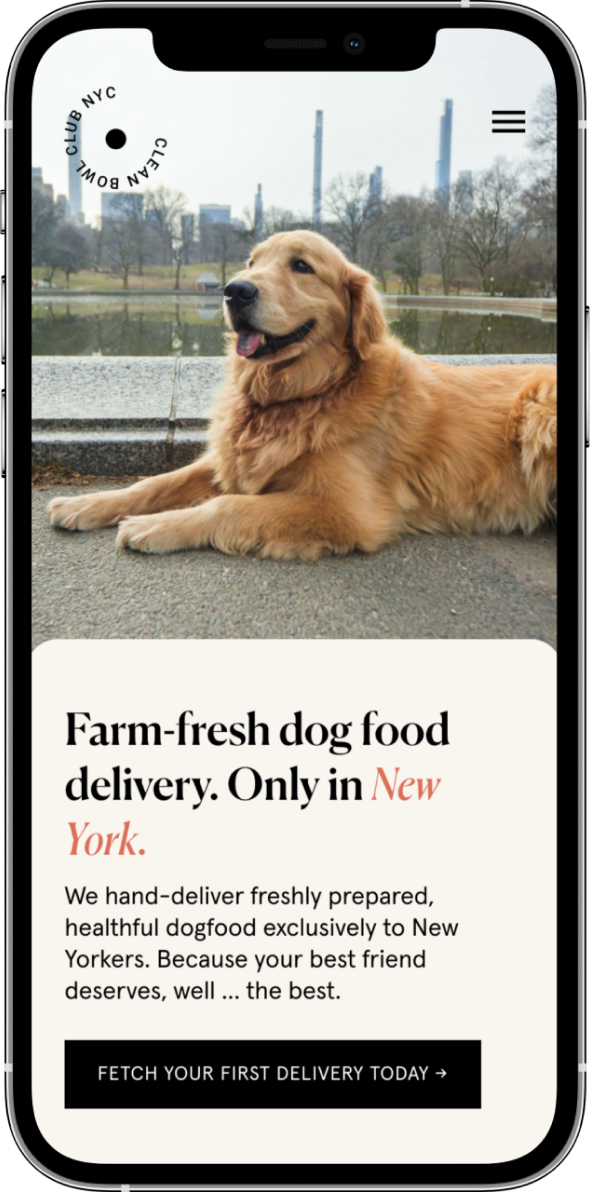 CLEAN BOWL CLUB NYC
Farm-fresh dog food
delivery. Only in New
York.
We hand-deliver freshly prepared,
healthful dogfood exclusively to New
Yorkers. Because your best friend
deserves, well ... the best.
FETCH YOUR FIRST DELIVERY TODAY →